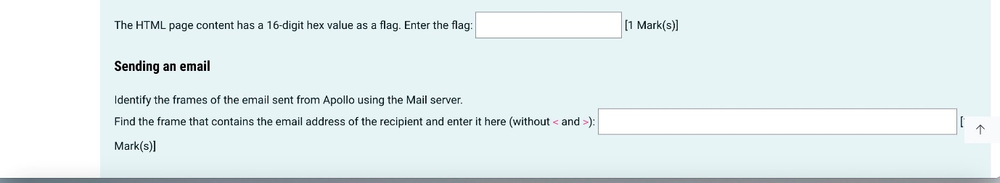 The HTML page content has a 16-digit hex value as a flag. Enter the flag: [1 Mark(s)]
Sending an email
Identify the frames of the email sent from Apollo using the Mail server.
Find the frame that contains the email address of the recipient and enter it here (without < and >): [
Mark(s)]